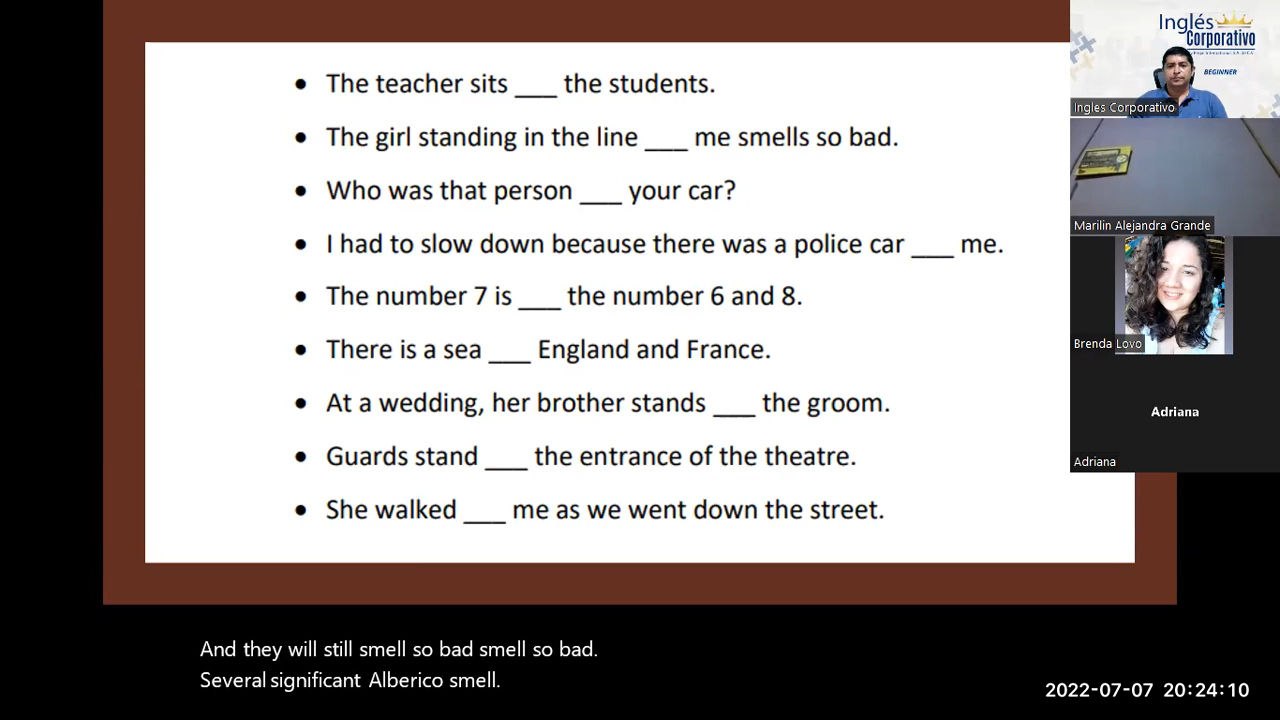 The teacher sits ___ the students.
The girl standing in the line ___ me smells so bad.
Who was that person ___ your car?
I had to slow down because there was a police car ___ me.
The number 7 is ___ the number 6 and 8.
There is a sea ___ England and France.
At a wedding, her brother stands ___ the groom.
Guards stand ___ the entrance of the theatre.
She walked ___ me as we went down the street.
Inglés
Corporativo
BEGINNER
Ingles Corporativo
Marilin Alejandra Grande
Brenda Lovo
Adriana
Adriana
And they will still smell so bad smell so bad.
Several significant Alberico smell.
2022-07-07 20:24:10